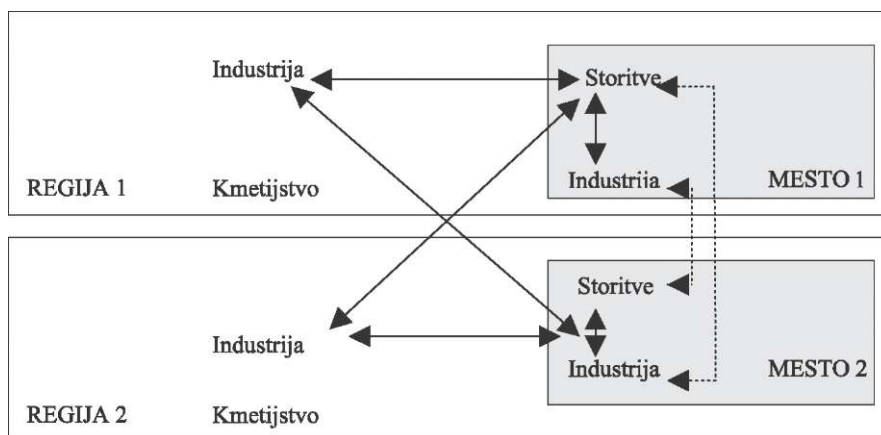 Industrija
Storitve
Industrija
REGIJA 1
Kmetijstvo
MESTO 1
Storitve
Industrija
Industrija
MESTO 2
REGIJA 2
Kmetijstvo